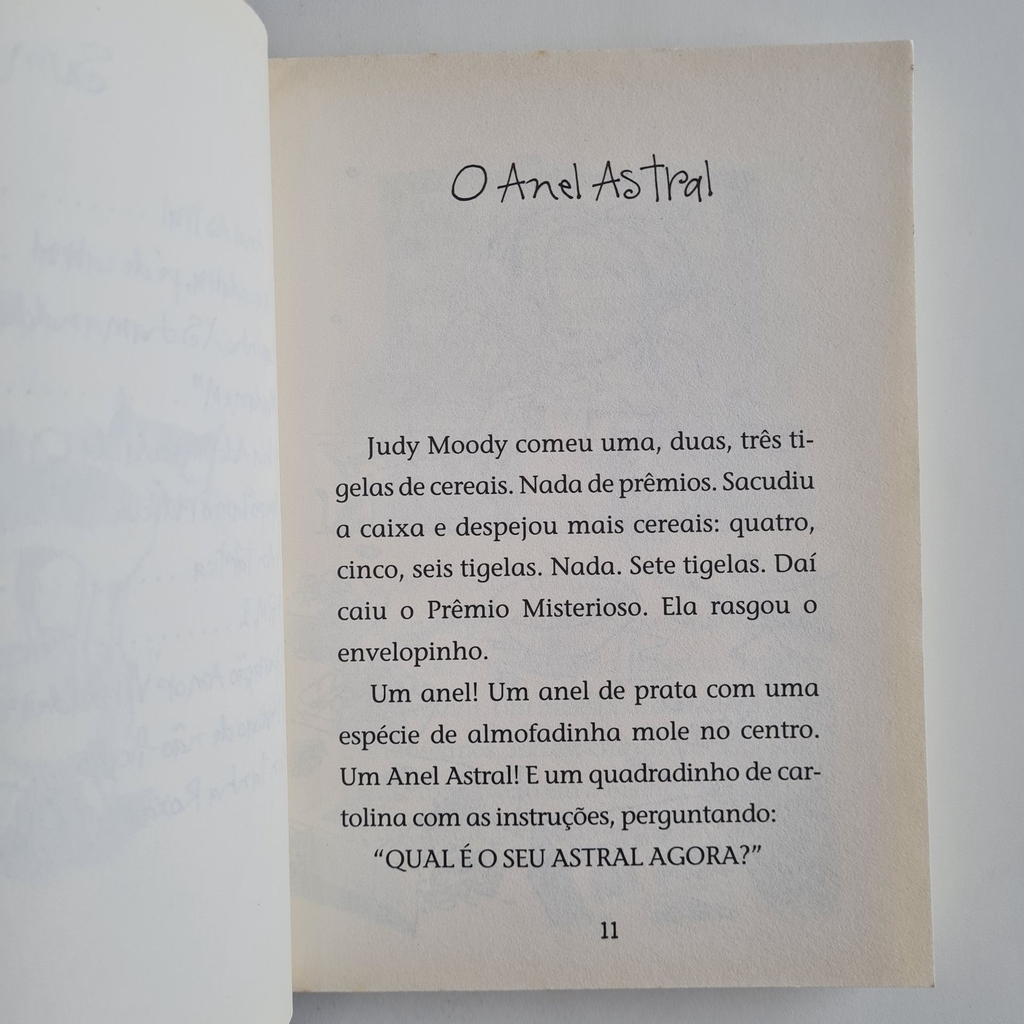 O Anel Astral
Judy Moody comeu uma, duas, três ti-
gelas de cereais. Nada de prêmios. Sacudiu
a caixa e despejou mais cereais: quatro,
cinco, seis tigelas. Nada. Sete tigelas. Daí
caiu o Prêmio Misterioso. Ela rasgou o
envelopinho.
Um anel! Um anel de prata com uma
espécie de almofadinha mole no centro.
Um Anel Astral! E um quadradinho de car-
tolina com as instruções, perguntando:
“QUAL É O SEU ASTRAL AGORA?”
11